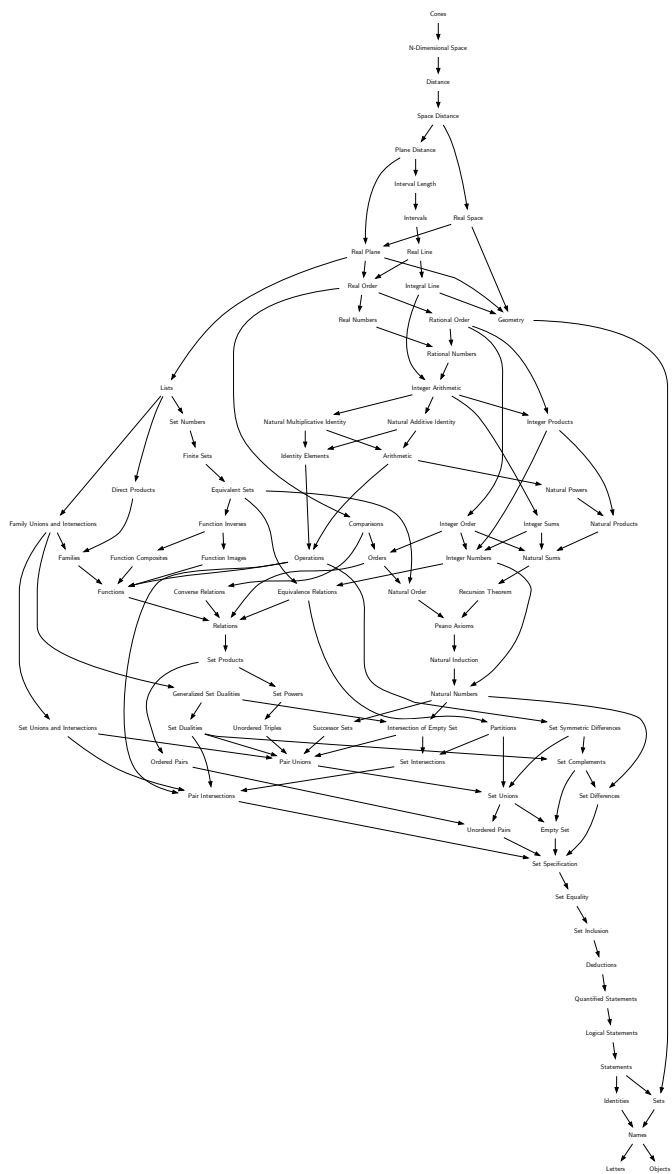 Cones
N-Dimensional Space
Distance
Space Distance
Plane Distance
Interval Length
Intervals
Real Space
Real Plane
Real Line
Real Order
Integral Line
Real Numbers
Rational Order
Geometry
Rational Numbers
Lists
Integer Arithmetic
Set Numbers
Natural Multiplicative Identity
Natural Additive Identity
Integer Products
Finite Sets
Identity Elements
Arithmetic
Direct Products
Equivalent Sets
Natural Powers
Family Unions and Intersections
Function Inverses
Comparisons
Integer Order
Integer Sums
Natural Products
Families
Function Composites
Function Images
Operations
Orders
Integer Numbers
Natural Sums
Functions
Converse Relations
Equivalence Relations
Natural Order
Recursion Theorem
Relations
Peano Axioms
Set Products
Natural Induction
Generalized Set Dualities
Set Powers
Natural Numbers
Set Unions and Intersections
Set Dualities
Unordered Triples
Successor Sets
Intersection of Empty Set
Partitions
Set Symmetric Differences
Ordered Pairs
Pair Unions
Set Intersections
Set Complements
Pair Intersections
Set Unions
Set Differences
Unordered Pairs
Empty Set
Set Specification
Set Equality
Set Inclusion
Deductions
Quantified Statements
Logical Statements
Statements
Identities
Sets
Names
Letters
Objects